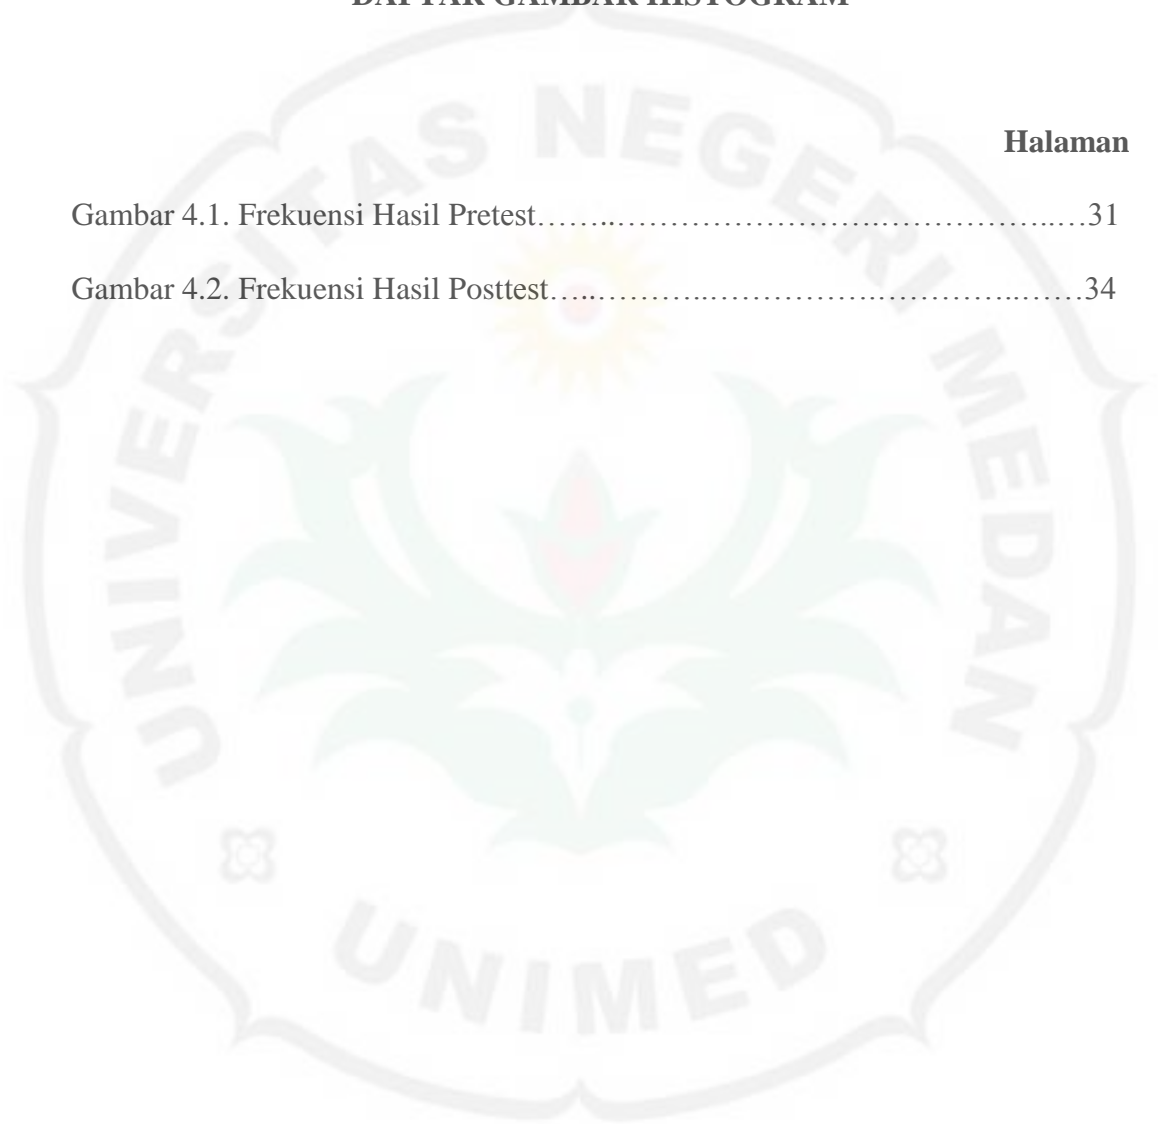 DAFTAR GAMBAR HISTOGRAM
UNIVERSITAS NEGERI MEDAN
Halaman
Gambar 4.1. Frekuensi Hasil Pretest……..…………………….……………..…31
Gambar 4.2. Frekuensi Hasil Posttest…..………..…………….…………..……34
UNIMED